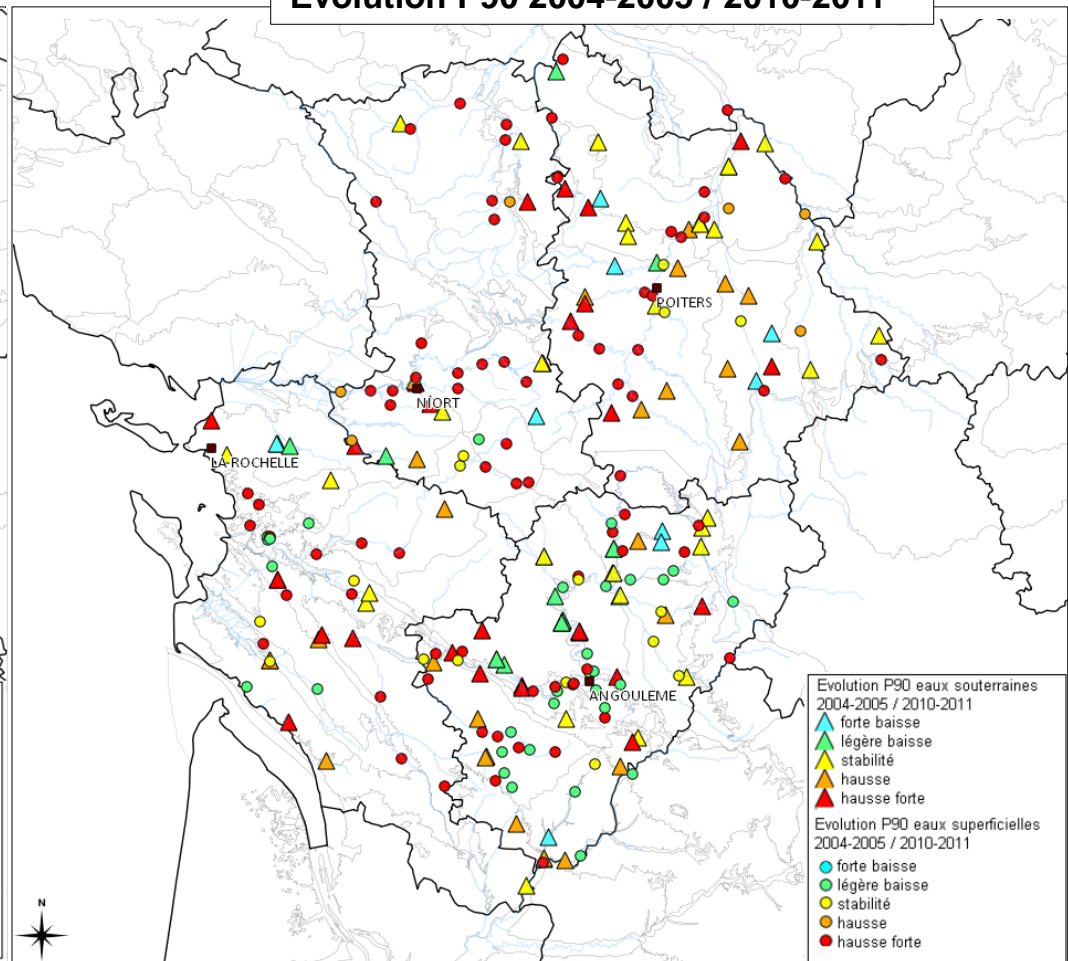 Evolution P90 2004-2005 / 2010-2011
POITERS
NIORT
LA ROCHELLE
ANGOULEME
Evolution P90 eaux souterraines
2004-2005 / 2010-2011
forte baisse
légère baisse
stabilité
hausse
hausse forte
Evolution P90 eaux superficielles
2004-2005 / 2010-2011
forte baisse
légère baisse
stabilité
hausse
hausse forte
N